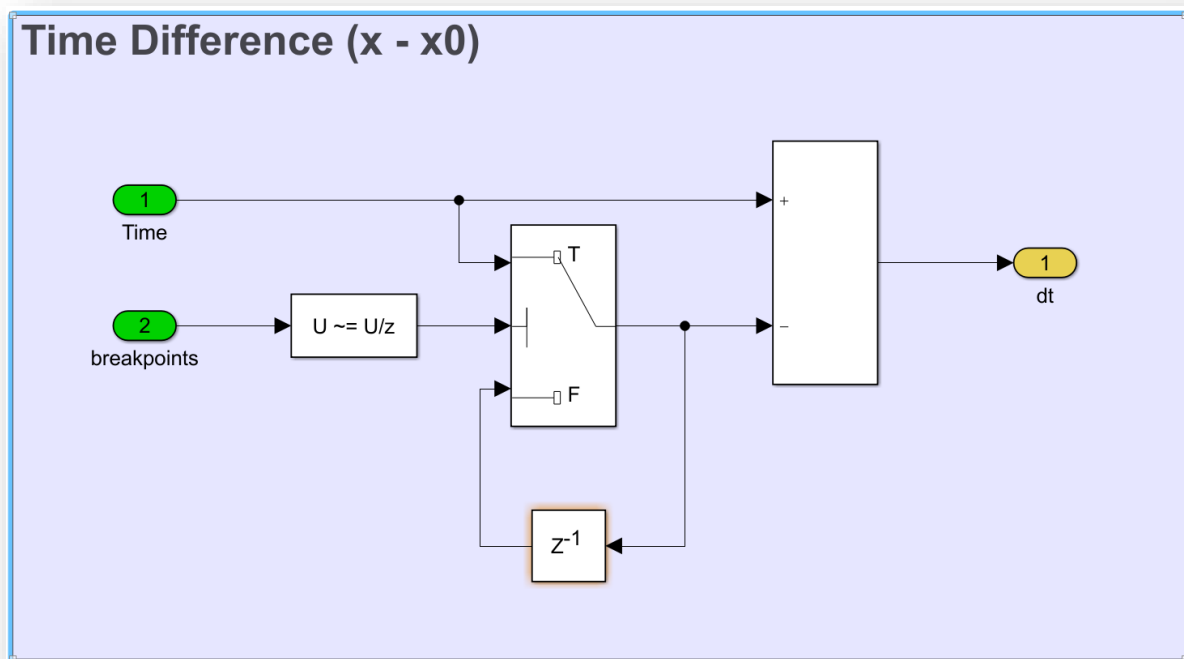 Time Difference (x - x0)
1
Time
2
breakpoints
U ~= U/z
T
F
+
−
1
dt
Z-1